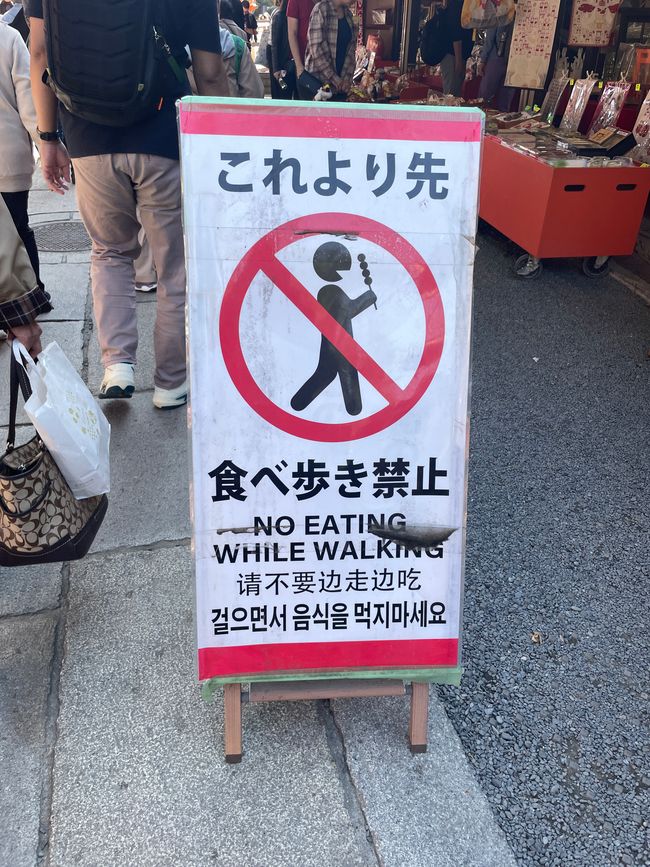 これより先
食べ歩き禁止
NO EATING
WHILE WALKING
请不要边走边吃
걸으면서 음식을 먹지마세요